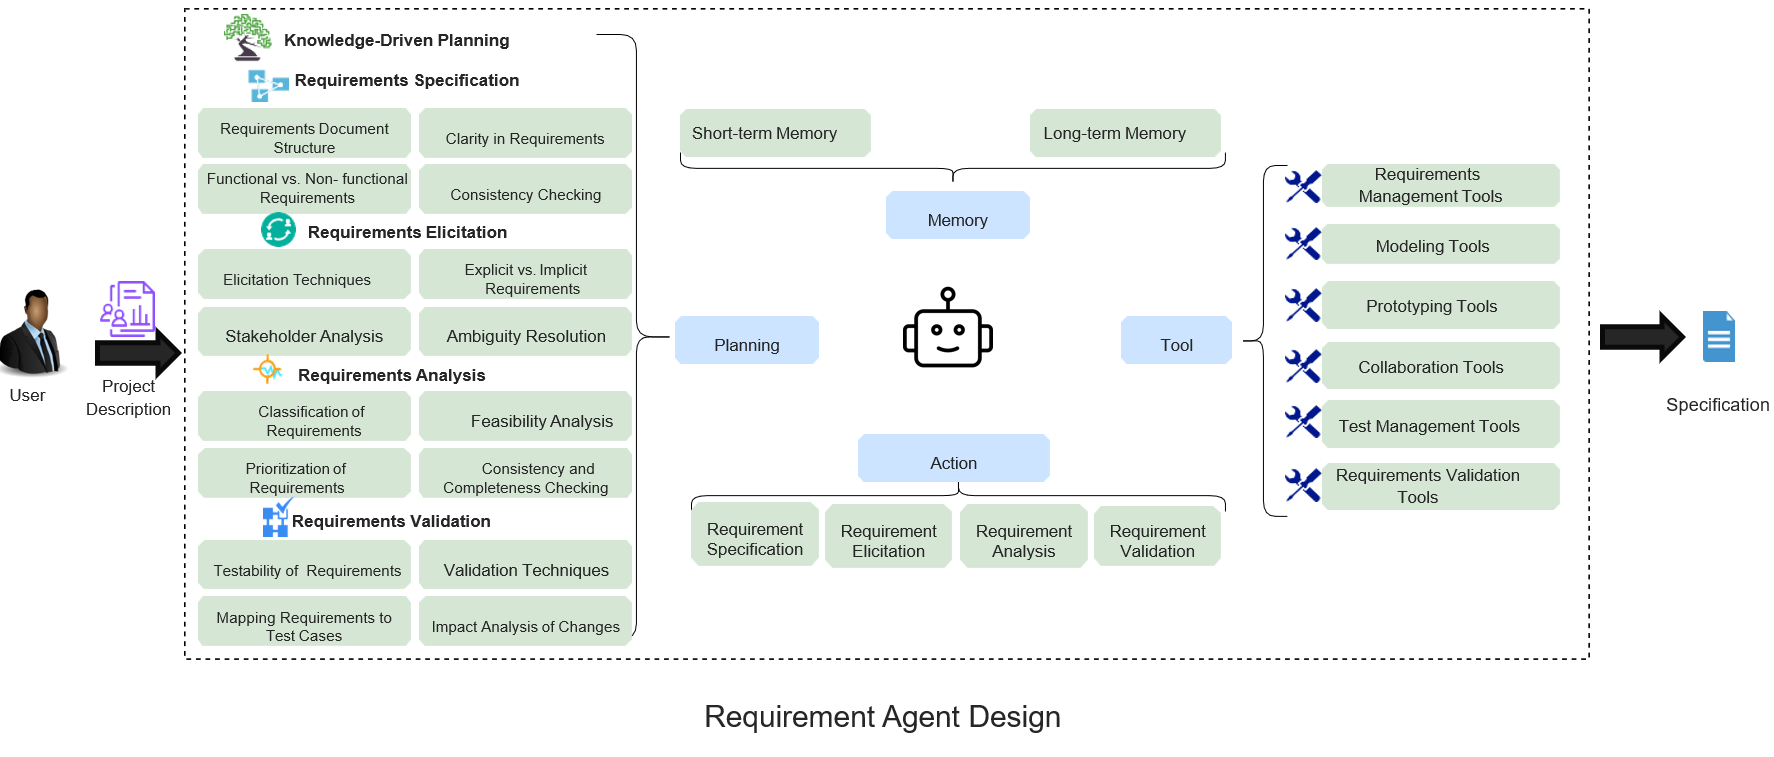 Knowledge-Driven Planning
Requirements Specification
Requirements Document
Structure
Clarity in Requirements
Functional vs. Non- functional
Requirements
Consistency Checking
Requirements Elicitation
Elicitation Techniques
Explicit vs. Implicit
Requirements
Stakeholder Analysis
Ambiguity Resolution
Requirements Analysis
Classification of
Requirements
Feasibility Analysis
Prioritization of
Requirements
Consistency and
Completeness Checking
Requirements Validation
Testability of Requirements
Validation Techniques
Mapping Requirements to
Test Cases
Impact Analysis of Changes
User
Project
Description
Short-term Memory
Long-term Memory
Memory
Planning
Tool
Action
Requirement
Specification
Requirement
Elicitation
Requirement
Analysis
Requirement
Validation
Requirements
Management Tools
Modeling Tools
Prototyping Tools
Collaboration Tools
Test Management Tools
Requirements Validation
Tools
Specification
Requirement Agent Design